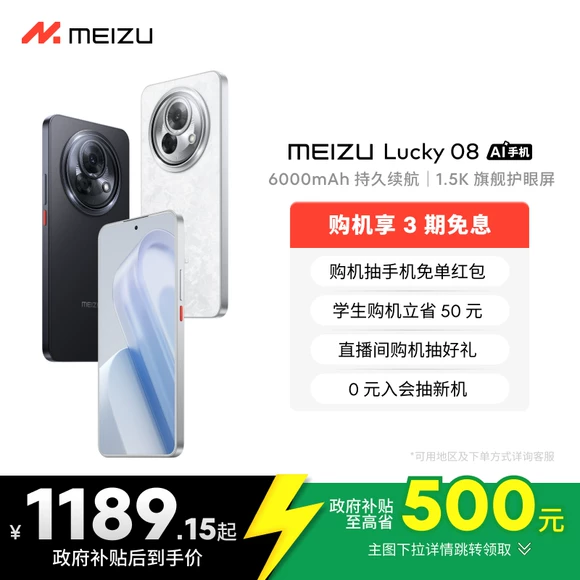 MEIZU
MEIZU Lucky 08 AI手机
6000mAh 持久续航｜1.5K 旗舰护眼屏
购机享 3 期免息
购机抽手机免单红包
学生购机立省 50 元
直播间购机抽好礼
0 元入会抽新机
*可用地区及下单方式详询客服
MEIZU
¥1189.15起
政府补贴后到手价
政府补贴
至高省 500元
主图下拉详情跳转领取